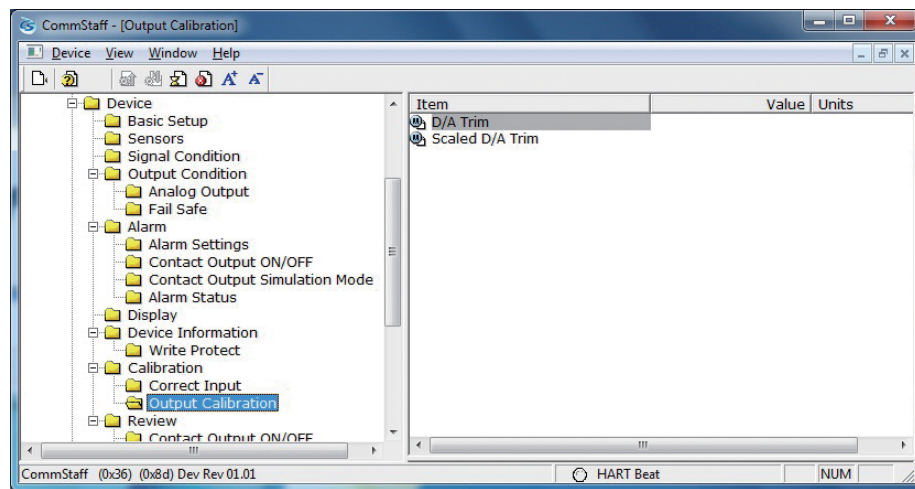 CommStaff - [Output Calibration]
Device View Window Help
Device
Basic Setup
Sensors
Signal Condition
Output Condition
Analog Output
Fail Safe
Alarm
Alarm Settings
Contact Output ON/OFF
Contact Output Simulation Mode
Alarm Status
Display
Device Information
Write Protect
Calibration
Correct Input
Output Calibration
Review
Contact Output ON/OFF
Item Value Units
D/A Trim
Scaled D/A Trim
CommStaff (0x36) (0x8d) Dev Rev 01.01 HART Beat NUM